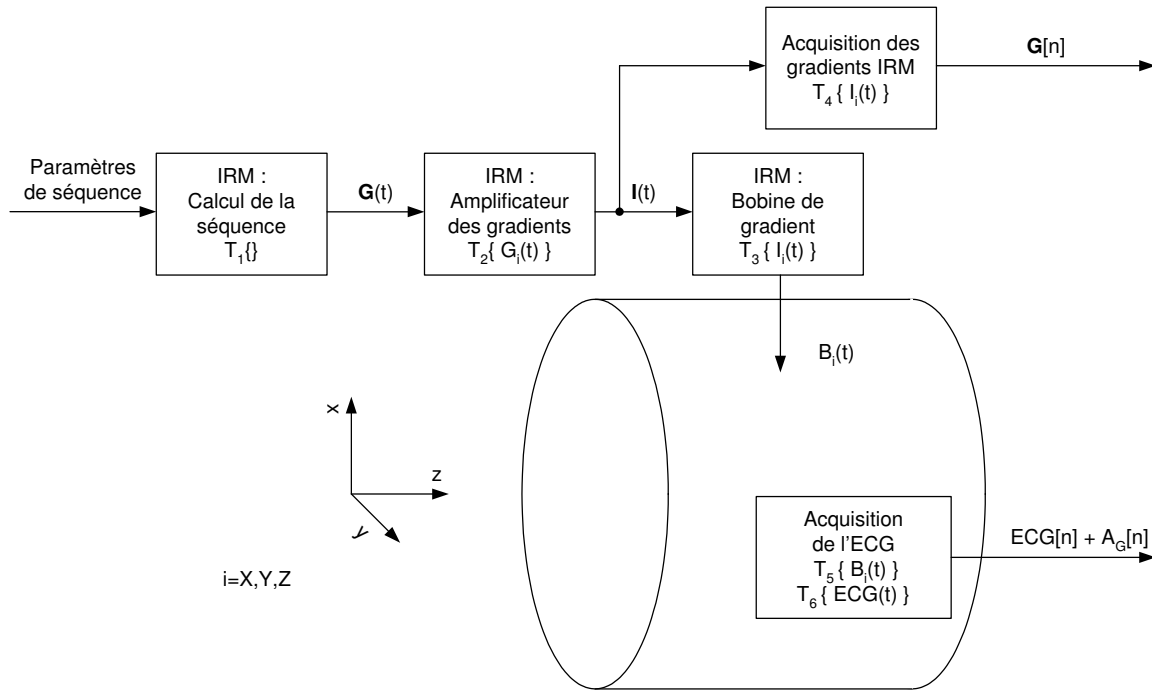 Acquisition des
gradients IRM
T4 { Ii(t) }
G[n]
Paramètres
de séquence
IRM :
Calcul de la
séquence
T1{}
G(t)
IRM :
Amplificateur
des gradients
T2{ Gi(t) }
I(t)
IRM :
Bobine de
gradient
T3 { Ii(t) }
Bi(t)
x
z
y
i=X,Y,Z
Acquisition
de l'ECG
T5 { Bi(t) }
T6 { ECG(t) }
ECG[n] + AG[n]